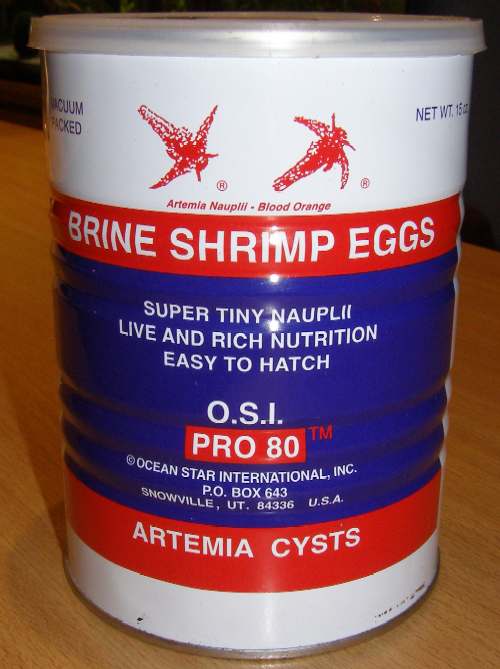 VACUUM
PACKED
NET WT. 15 oz.
®
®
Artemia Nauplii - Blood Orange
BRINE SHRIMP EGGS
SUPER TINY NAUPLII
LIVE AND RICH NUTRITION
EASY TO HATCH
O.S.I.
PRO 80 TM
© OCEAN STAR INTERNATIONAL, INC.
P.O. BOX 643
SNOWVILLE, UT. 84336 U.S.A.
ARTEMIA CYSTS